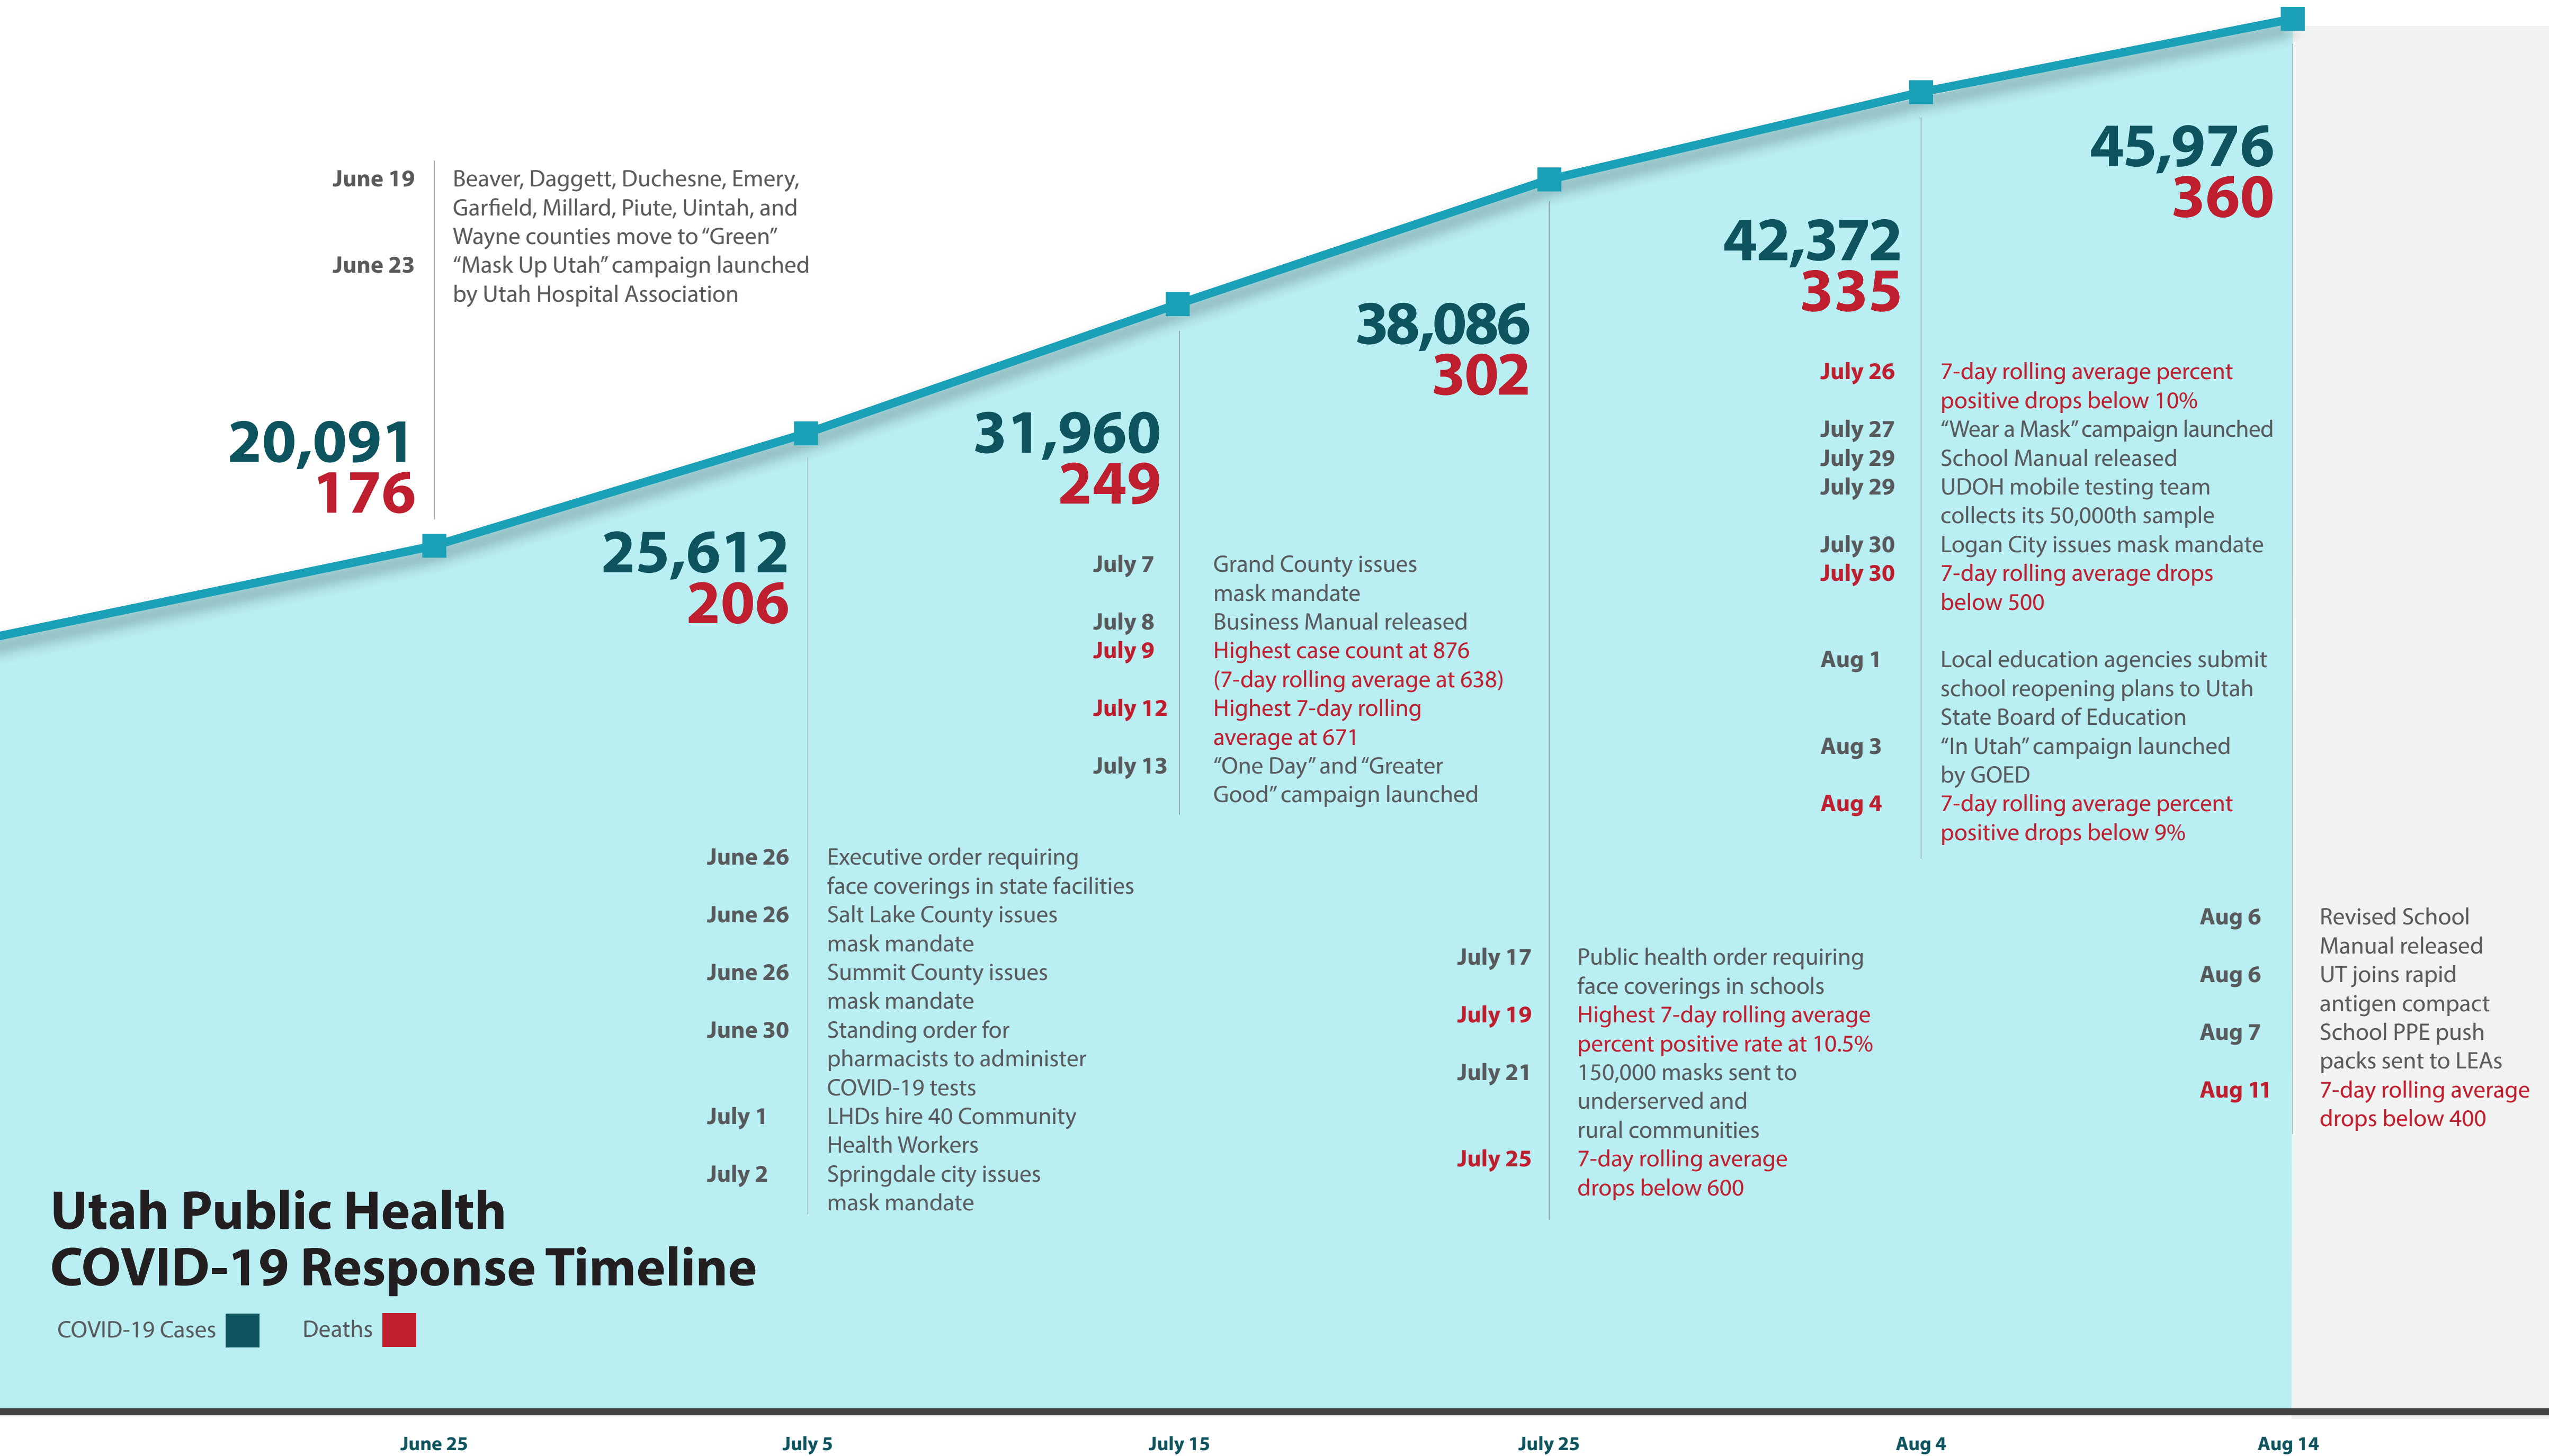 June 19
Beaver, Daggett, Duchesne, Emery,
Garfield, Millard, Piute, Uintah, and
Wayne counties move to “Green”
June 23
“Mask Up Utah” campaign launched
by Utah Hospital Association
20,091
176
25,612
206
June 26
Executive order requiring
face coverings in state facilities
June 26
Salt Lake County issues
mask mandate
June 26
Summit County issues
mask mandate
June 30
Standing order for
pharmacists to administer
COVID-19 tests
July 1
LHDs hire 40 Community
Health Workers
July 2
Springdale city issues
mask mandate
31,960
249
July 7
Grand County issues
mask mandate
July 8
Business Manual released
July 9
Highest case count at 876
(7-day rolling average at 638)
July 12
Highest 7-day rolling
average at 671
July 13
“One Day” and “Greater
Good” campaign launched
38,086
302
July 17
Public health order requiring
face coverings in schools
July 19
Highest 7-day rolling average
percent positive rate at 10.5%
July 21
150,000 masks sent to
underserved and
rural communities
July 25
7-day rolling average
drops below 600
42,372
335
July 26
7-day rolling average percent
positive drops below 10%
July 27
“Wear a Mask” campaign launched
July 29
School Manual released
July 29
UDOH mobile testing team
collects its 50,000th sample
July 30
Logan City issues mask mandate
July 30
7-day rolling average drops
below 500
Aug 1
Local education agencies submit
school reopening plans to Utah
State Board of Education
Aug 3
“In Utah” campaign launched
by GOED
Aug 4
7-day rolling average percent
positive drops below 9%
45,976
360
Aug 6
Revised School
Manual released
Aug 6
UT joins rapid
antigen compact
Aug 7
School PPE push
packs sent to LEAs
Aug 11
7-day rolling average
drops below 400
Utah Public Health
COVID-19 Response Timeline
COVID-19 Cases
Deaths
June 25
July 5
July 15
July 25
Aug 4
Aug 14